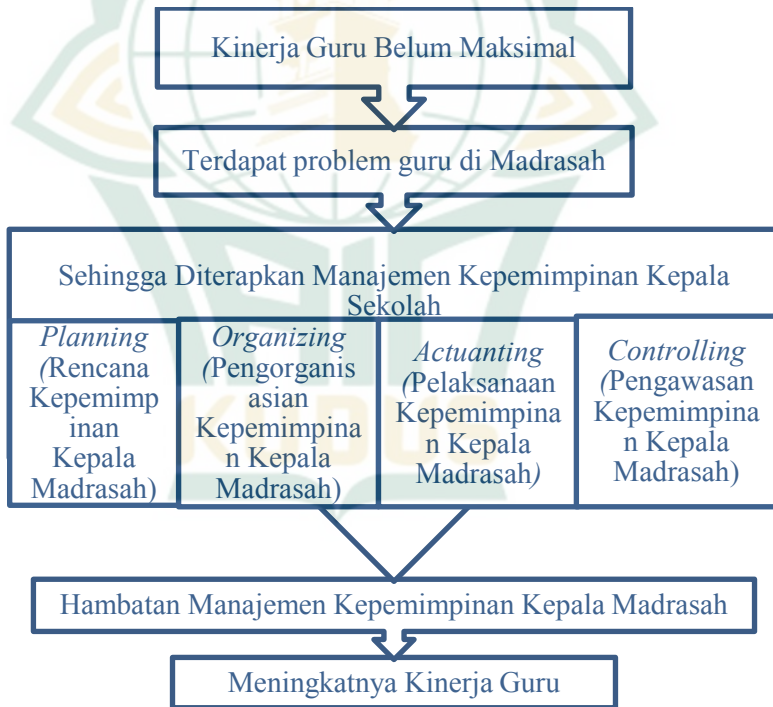 Kinerja Guru Belum Maksimal
Terdapat problem guru di Madrasah
Sehingga Diterapkan Manajemen Kepemimpinan Kepala
Sekolah
Planning
(Rencana
Kepemimp
inan
Kepala
Madrasah)
Organizing
(Pengorganis
asian
Kepemimpina
n Kepala
Madrasah)
Actuanting
(Pelaksanaan
Kepemimpina
n Kepala
Madrasah)
Controlling
(Pengawasan
Kepemimpina
n Kepala
Madrasah)
KUDUS
Hambatan Manajemen Kepemimpinan Kepala Madrasah
Meningkatnya Kinerja Guru